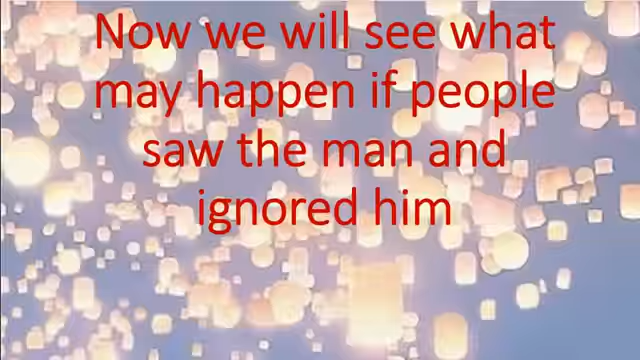 Now we will see what
may happen if people
saw the man and
ignored him